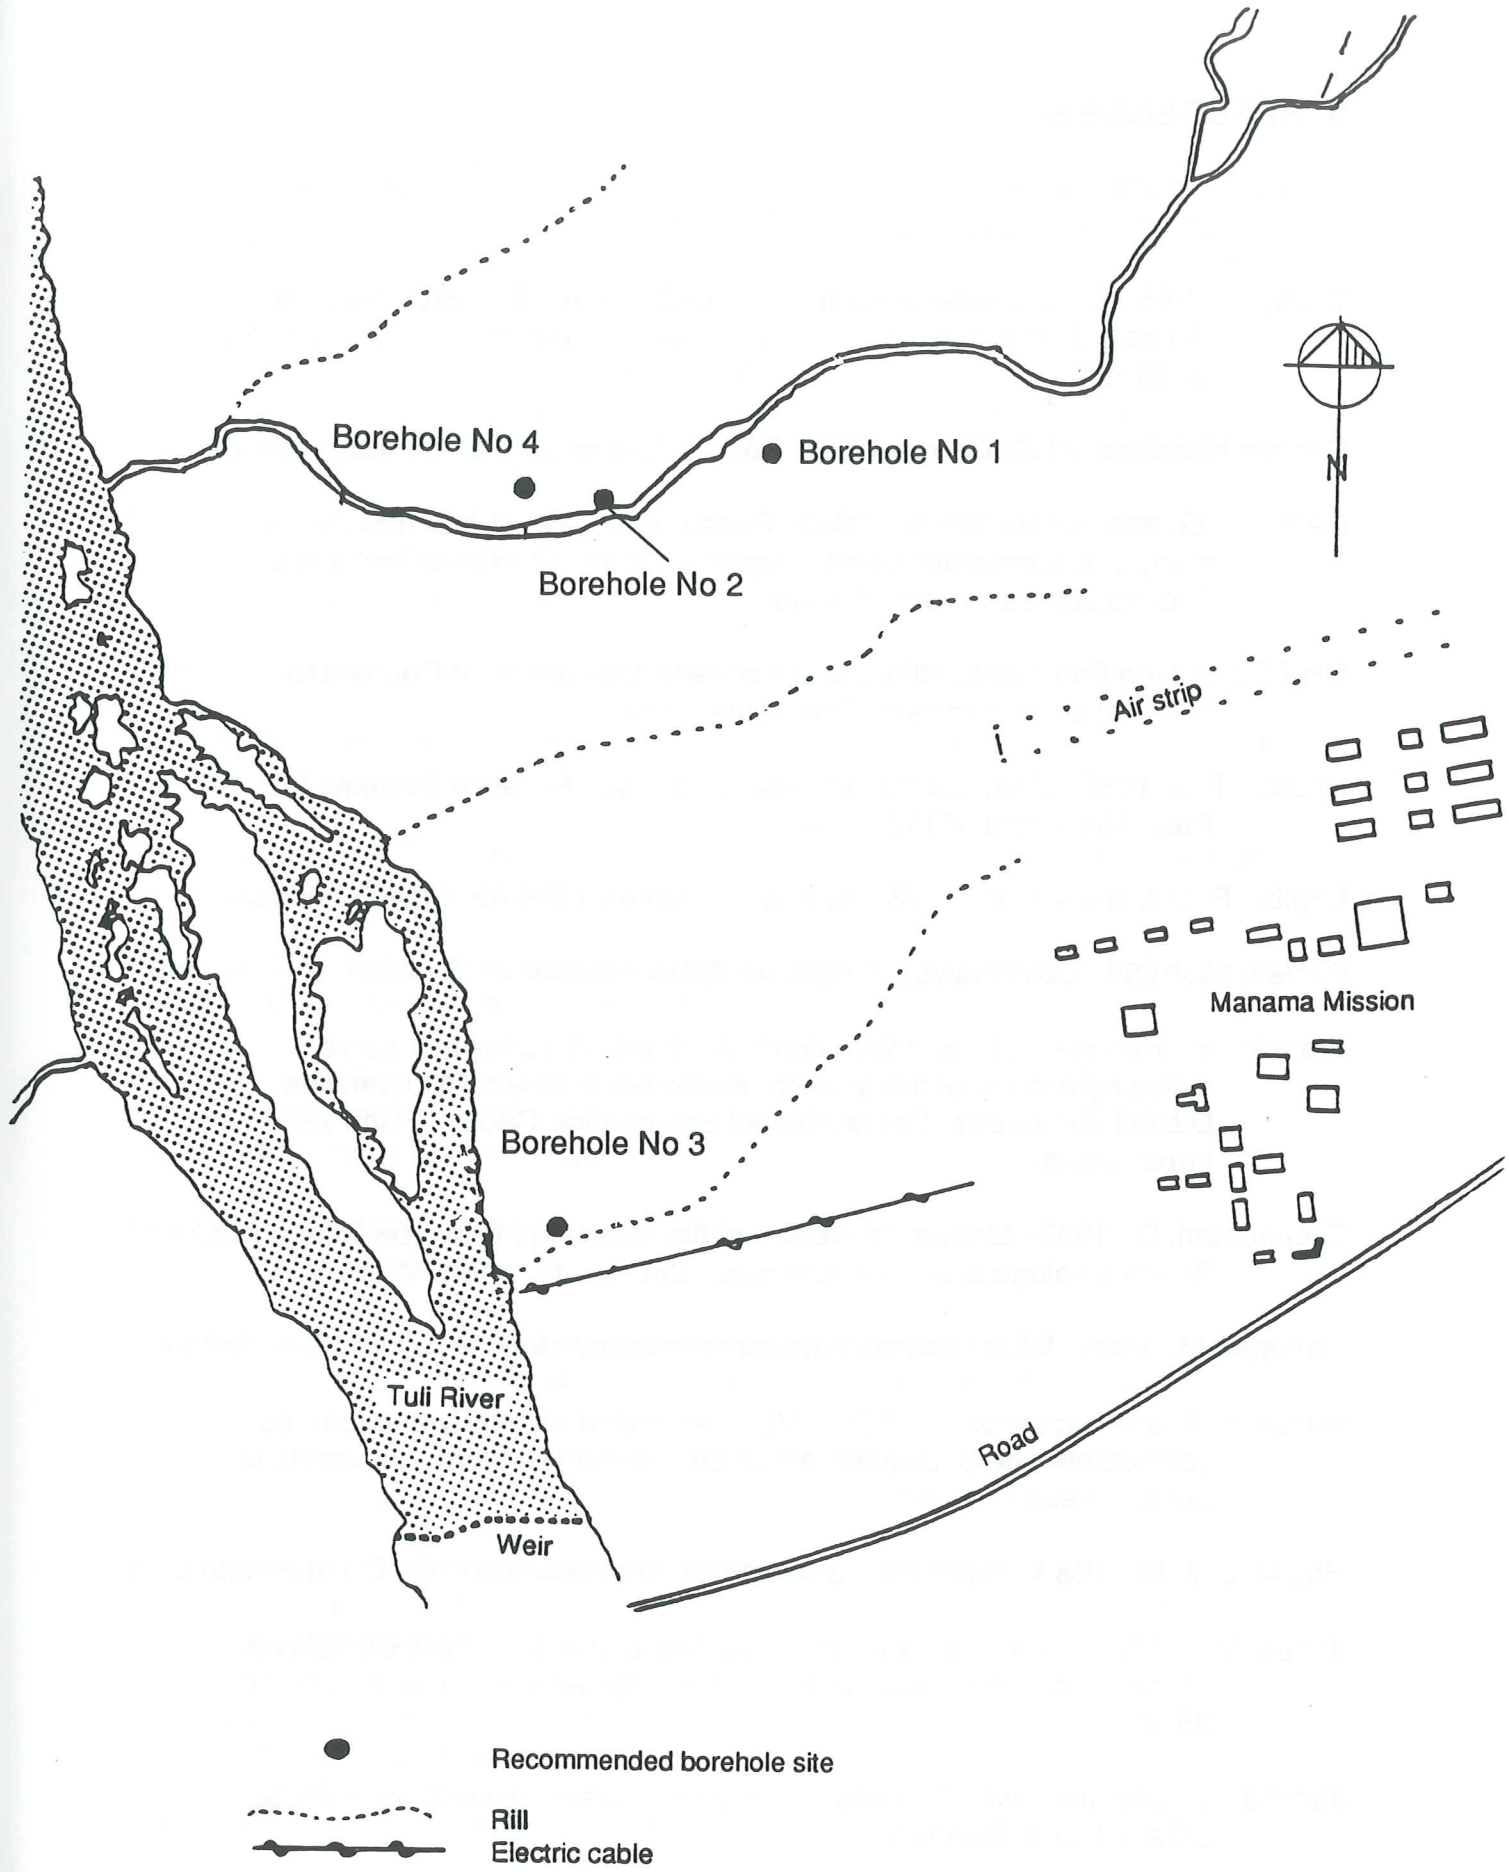 Borehole No 4
Borehole No 1
N
Borehole No 2
Air strip
Manama Mission
Borehole No 3
Tuli River
Road
Weir
Recommended borehole site
Rill
Electric cable